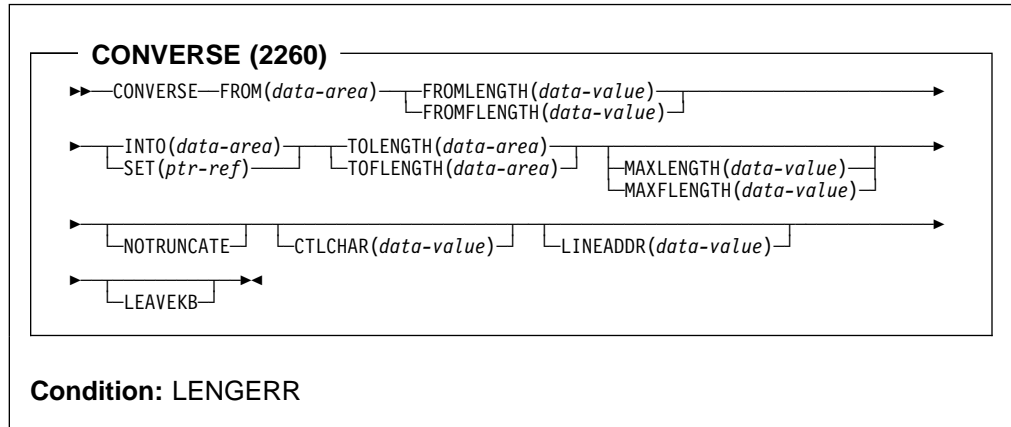 CONVERSE (2260)
CONVERSE FROM(data-area) FROMLENGTH(data-value)
FROMFLENGTH(data-value)
INTO(data-area) TOLENGTH(data-area)
SET(ptr-ref) TOFLENGTH(data-area) MAXLENGTH(data-value)
MAXFLENGTH(data-value)
NOTRUNCATE CTLCHAR(data-value) LINEADDR(data-value)
LEAVEKB
Condition: LENGERR